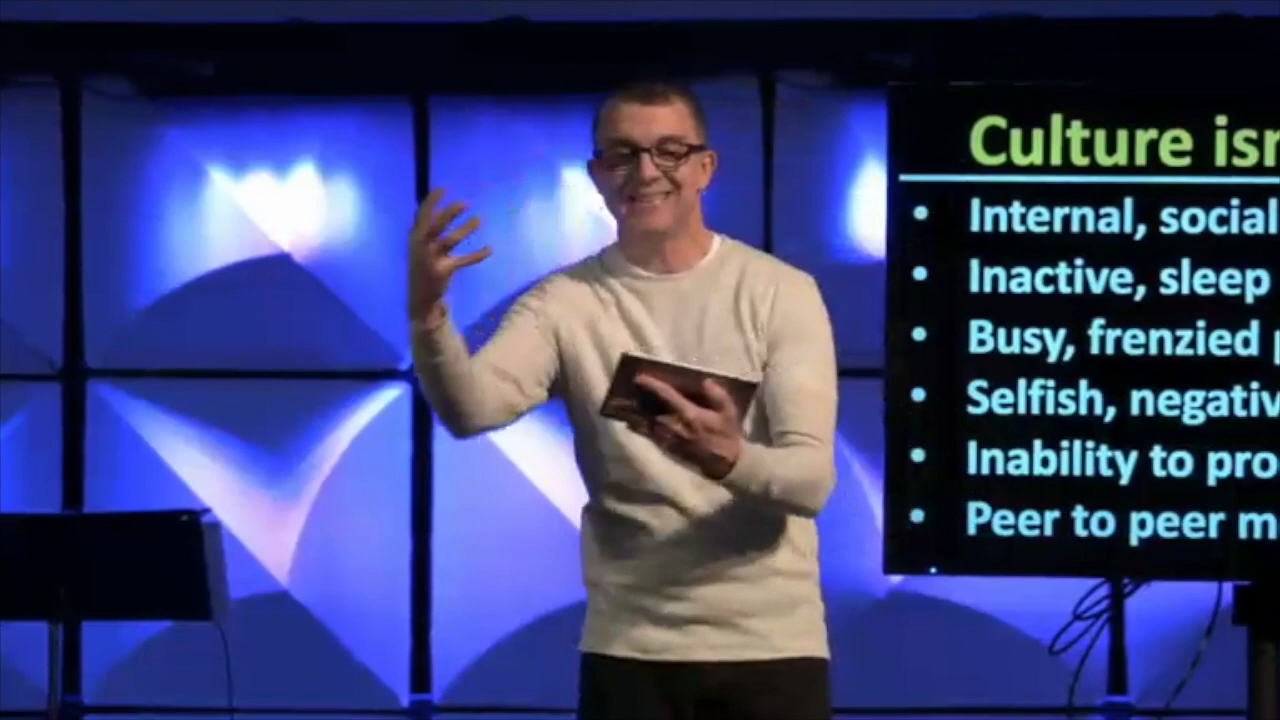 Culture isn
• Internal, social
• Inactive, sleep
• Busy, frenzied
• Selfish, negativ
• Inability to pro
• Peer to peer m